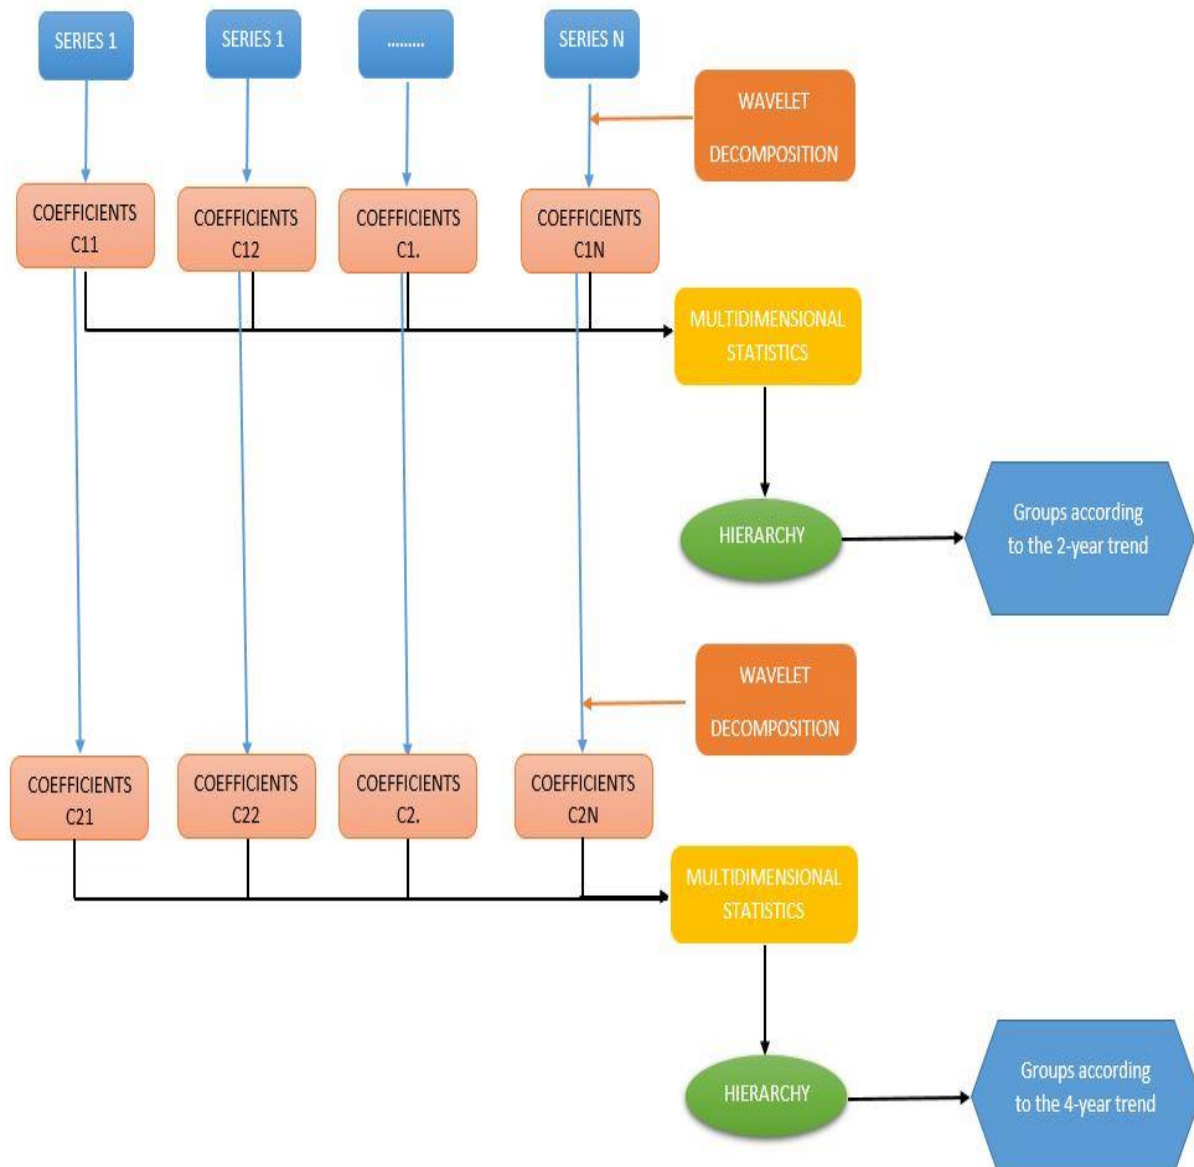 SERIES 1
SERIES 1
.........
SERIES N
WAVELET
DECOMPOSITION
COEFFICIENTS
C11
COEFFICIENTS
C12
COEFFICIENTS
C1.
COEFFICIENTS
C1N
MULTIDIMENSIONAL
STATISTICS
HIERARCHY
Groups according
to the 2-year trend
WAVELET
DECOMPOSITION
COEFFICIENTS
C21
COEFFICIENTS
C22
COEFFICIENTS
C2.
COEFFICIENTS
C2N
MULTIDIMENSIONAL
STATISTICS
HIERARCHY
Groups according
to the 4-year trend